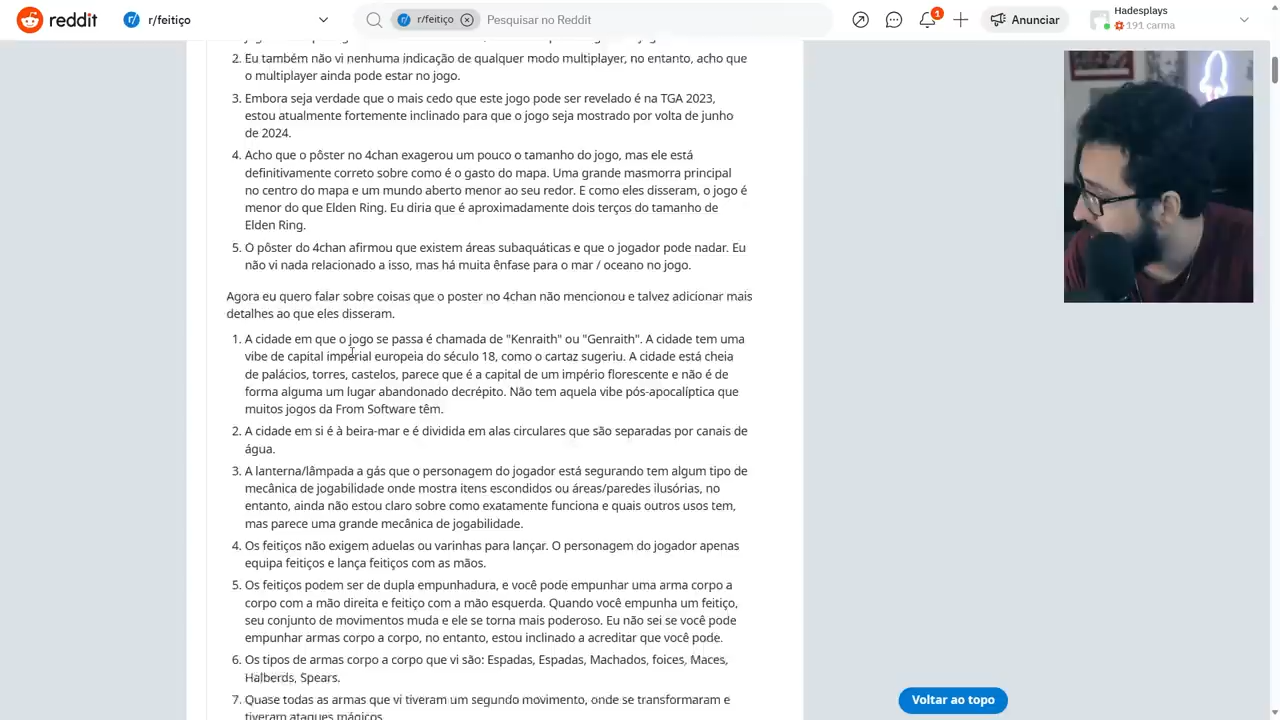 reddit
r/feitiço
r/feitiço
Pesquisar no Reddit
1
Anunciar
Hadesplays
191 carma
2. Eu também não vi nenhuma indicação de qualquer modo multiplayer, no entanto, acho que
o multiplayer ainda pode estar no jogo.
3. Embora seja verdade que o mais cedo que este jogo pode ser revelado é na TGA 2023,
estou atualmente fortemente inclinado para que o jogo seja mostrado por volta de junho
de 2024.
4. Acho que o pôster no 4chan exagerou um pouco o tamanho do jogo, mas ele está
definitivamente correto sobre como é o gasto do mapa. Uma grande masmorra principal
no centro do mapa e um mundo aberto menor ao seu redor. E como eles disseram, o jogo é
menor do que Elden Ring. Eu diria que é aproximadamente dois terços do tamanho de
Elden Ring.
5. O pôster do 4chan afirmou que existem áreas subaquáticas e que o jogador pode nadar. Eu
não vi nada relacionado a isso, mas há muita ênfase para o mar / oceano no jogo.
Agora eu quero falar sobre coisas que o poster no 4chan não mencionou e talvez adicionar mais
detalhes ao que eles disseram.
1. A cidade em que o jogo se passa é chamada de "Kenraith" ou "Genraith". A cidade tem uma
vibe de capital imperial europeia do século 18, como o cartaz sugeriu. A cidade está cheia
de palácios, torres, castelos, parece que é a capital de um império florescente e não é de
forma alguma um lugar abandonado decrépito. Não tem aquela vibe pós-apocalíptica que
muitos jogos da From Software têm.
2. A cidade em si é à beira-mar e é dividida em alas circulares que são separadas por canais de
água.
3. A lanterna/lâmpada a gás que o personagem do jogador está segurando tem algum tipo de
mecânica de jogabilidade onde mostra itens escondidos ou áreas/paredes ilusórias, no
entanto, ainda não estou claro sobre como exatamente funciona e quais outros usos tem,
mas parece uma grande mecânica de jogabilidade.
4. Os feitiços não exigem aduelas ou varinhas para lançar. O personagem do jogador apenas
equipa feitiços e lança feitiços com as mãos.
5. Os feitiços podem ser de dupla empunhadura, e você pode empunhar uma arma corpo a
corpo com a mão direita e feitiço com a mão esquerda. Quando você empunha um feitiço,
seu conjunto de movimentos muda e ele se torna mais poderoso. Eu não sei se você pode
empunhar armas corpo a corpo, no entanto, estou inclinado a acreditar que você pode.
6. Os tipos de armas corpo a corpo que vi são: Espadas, Espadas, Machados, foices, Maces,
Halberds, Spears.
7. Quase todas as armas que vi tiveram um segundo movimento, onde se transformaram e
tiveram ataques mágicos.
Voltar ao topo